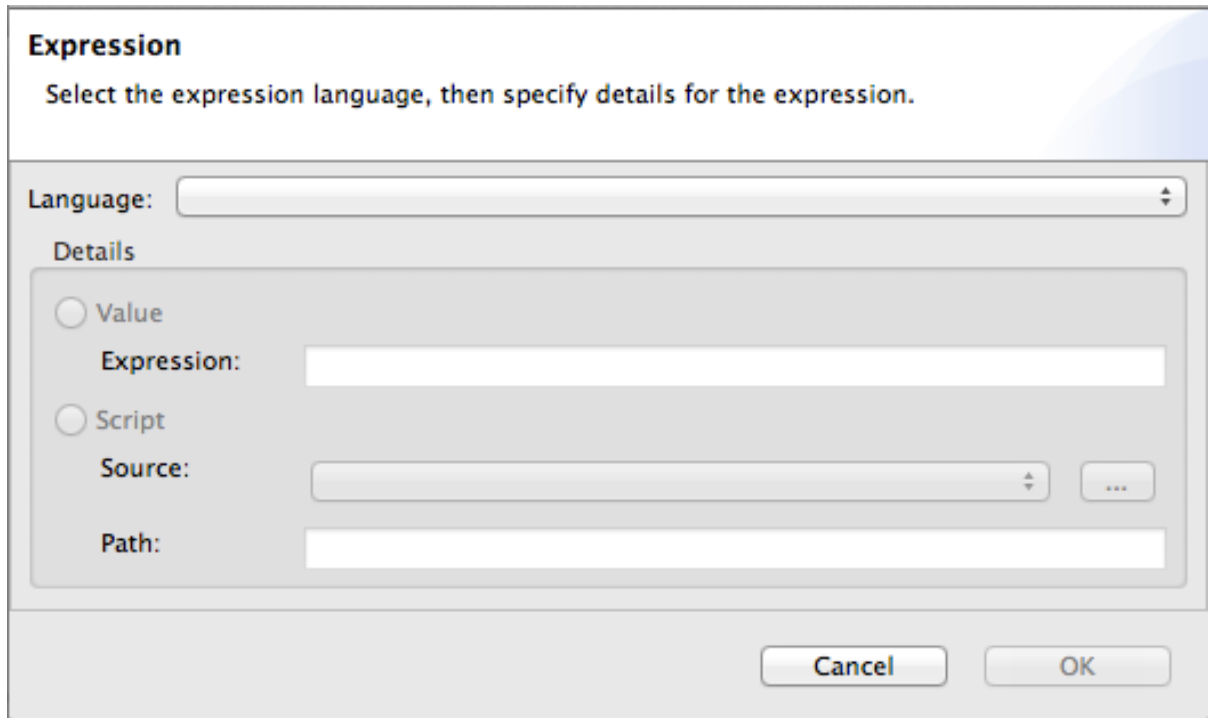 Expression
Select the expression language, then specify details for the expression.
Language:
Details
Value
Expression:
Script
Source:
...
Path:
Cancel
OK